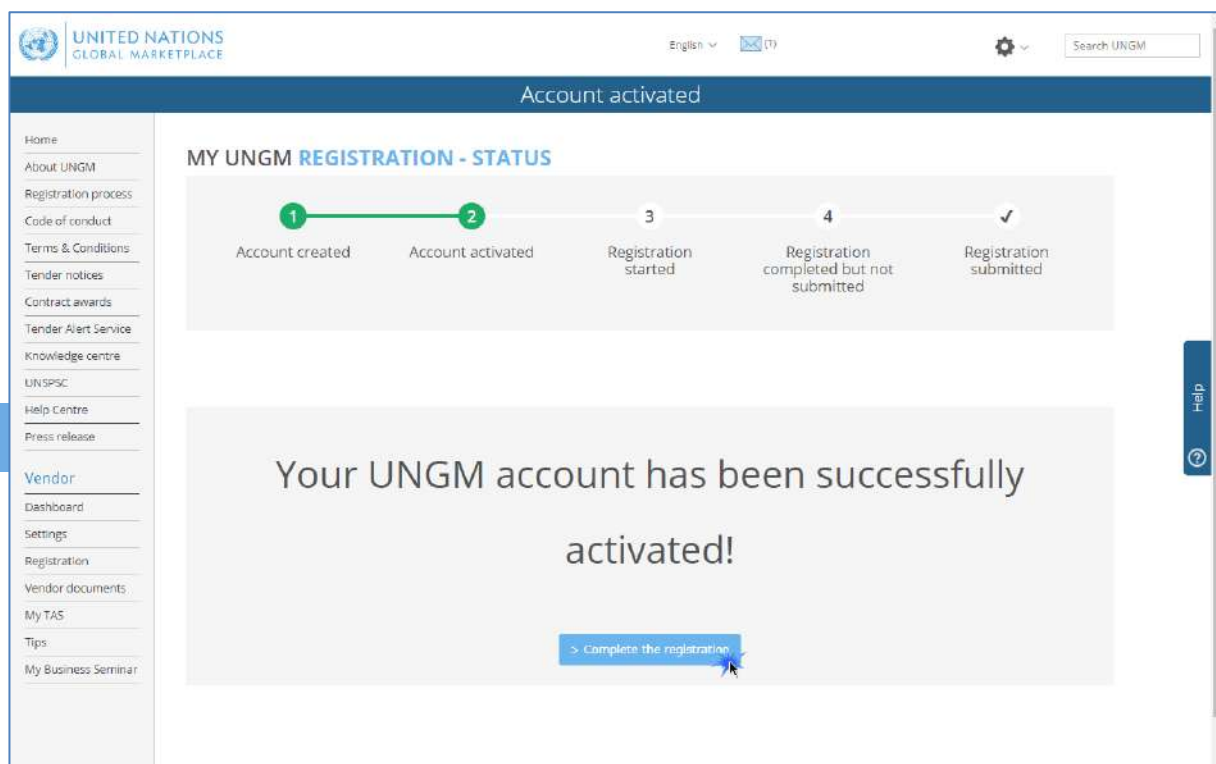 UNITED NATIONS
GLOBAL MARKETPLACE
English
(1)
Search UNGM
Account activated
Home
About UNGM
Registration process
Code of conduct
Terms & Conditions
Tender notices
Contract awards
Tender Alert Service
Knowledge centre
UNSPSC
Help Centre
Press release
Vendor
Dashboard
Settings
Registration
Vendor documents
My TAS
Tips
My Business Seminar
MY UNGM REGISTRATION - STATUS
1
2
3
4
✓
Account created
Account activated
Registration
started
Registration
completed but not
submitted
Registration
submitted
Your UNGM account has been successfully
activated!
> Complete the registration
Help
?